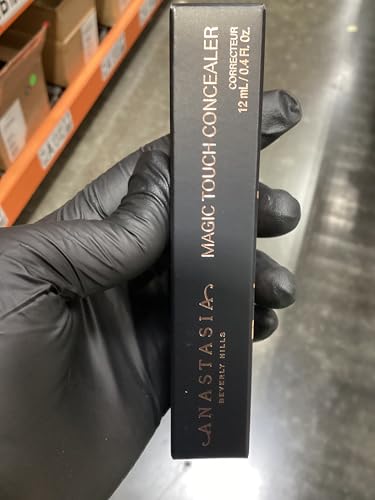 ANASTASIA
BEVERLY HILLS
MAGIC TOUCH CONCEALER
CORRECTEUR
12 mL/0.4 Fl. Oz.